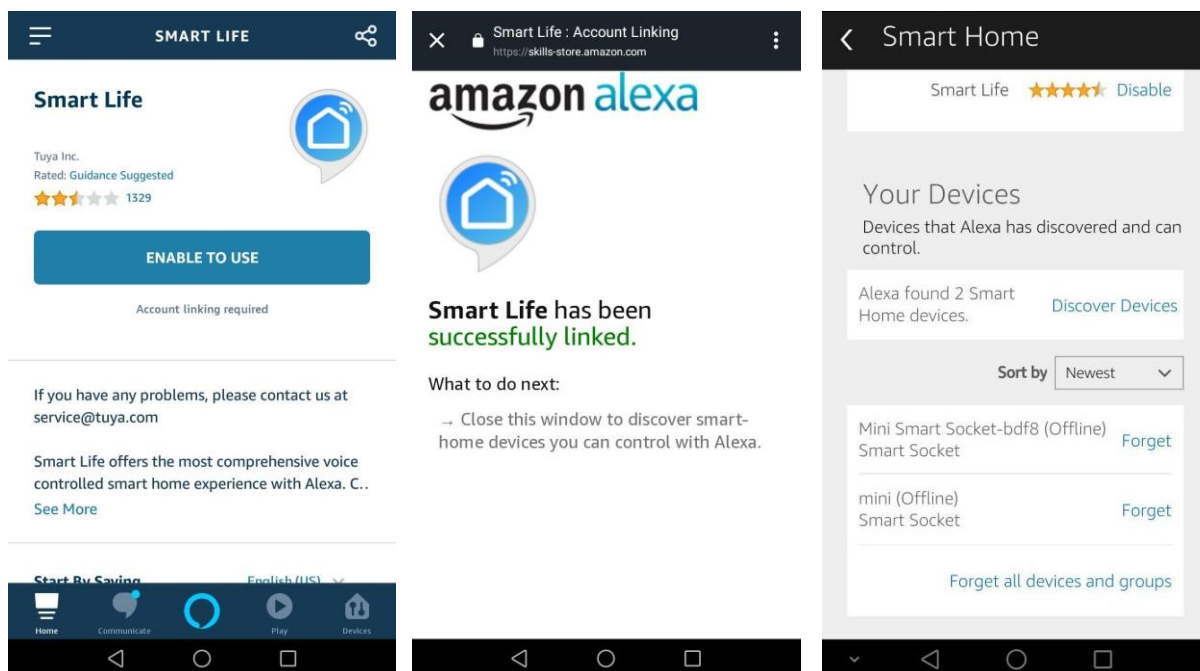 SMART LIFE
Smart Life
Tuya Inc.
Rated: Guidance Suggested
1329
ENABLE TO USE
Account linking required
If you have any problems, please contact us at
service@tuya.com
Smart Life offers the most comprehensive voice
controlled smart home experience with Alexa. C..
See More
Start By Saying
English (US)
Home
Communicate
Play
Devices
Smart Life : Account Linking
https://skills-store.amazon.com
amazon alexa
Smart Life has been
successfully linked.
What to do next:
→ Close this window to discover smart-
home devices you can control with Alexa.
Smart Home
Smart Life Disable
Your Devices
Devices that Alexa has discovered and can
control.
Alexa found 2 Smart
Home devices.
Discover Devices
Sort by Newest
Mini Smart Socket-bdf8 (Offline)
Smart Socket
Forget
mini (Offline)
Smart Socket
Forget
Forget all devices and groups